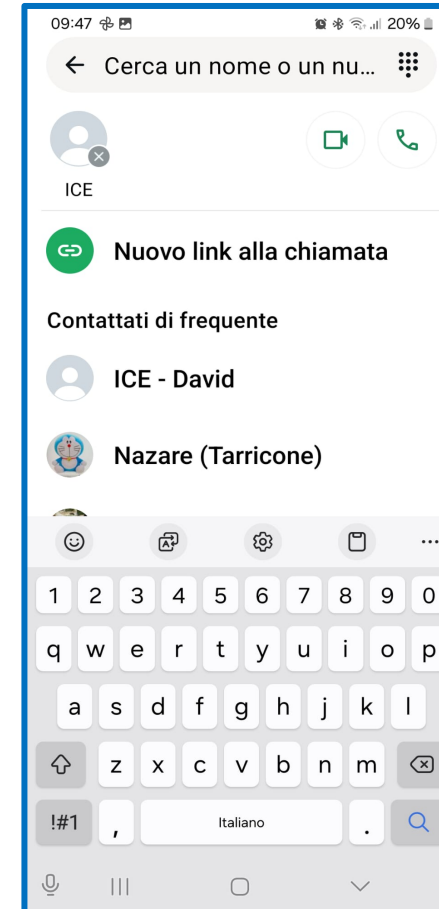 09:47 20%
Cerca un nome o un nu...
ICE
Nuovo link alla chiamata
Contattati di frequente
ICE - David
Nazare (Tarricone)
1 2 3 4 5 6 7 8 9 0
q w e r t y u i o p
a s d f g h j k l
z x c v b n m
!#1 , Italiano .